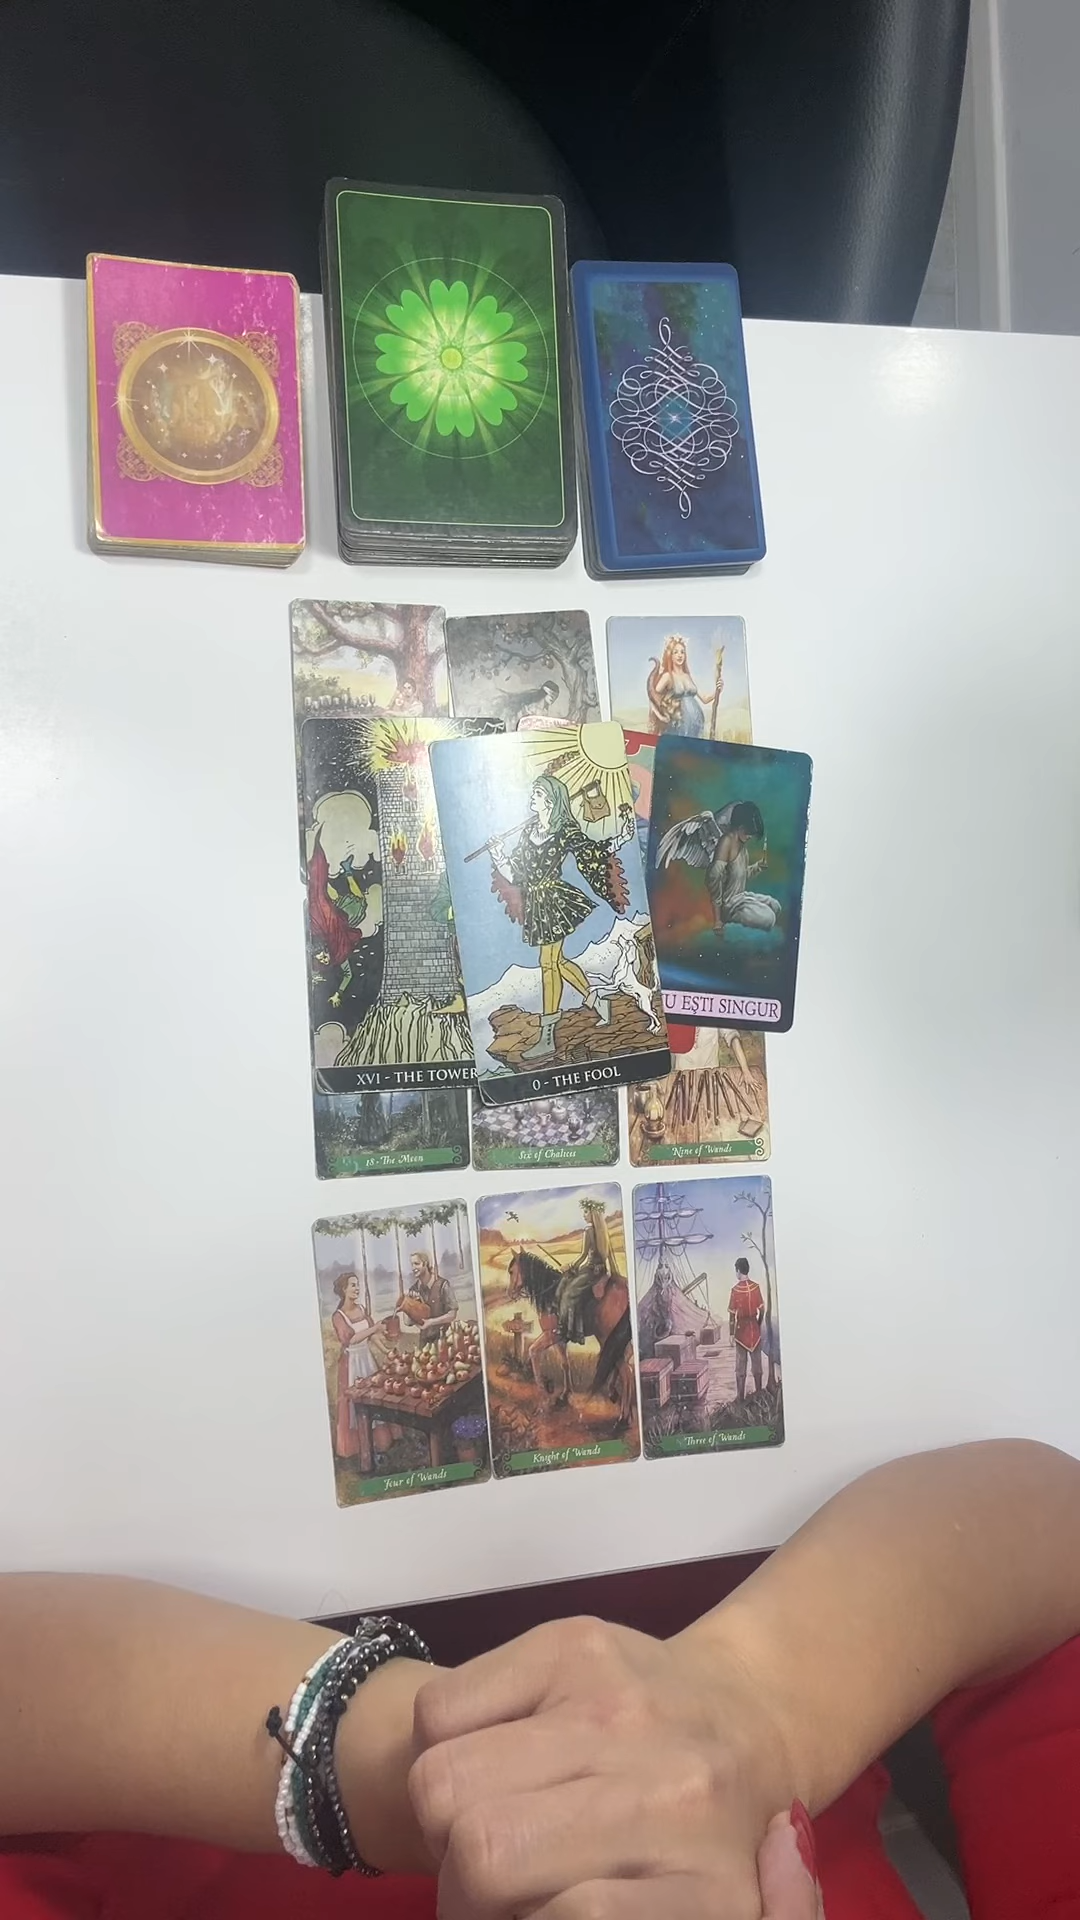 U EȘTI SINGUR
XVI - THE TOWER
0 - THE FOOL
18 - The Moon
Six of Chalices
Nine of Wands
Four of Wands
Knight of Wands
Three of Wands